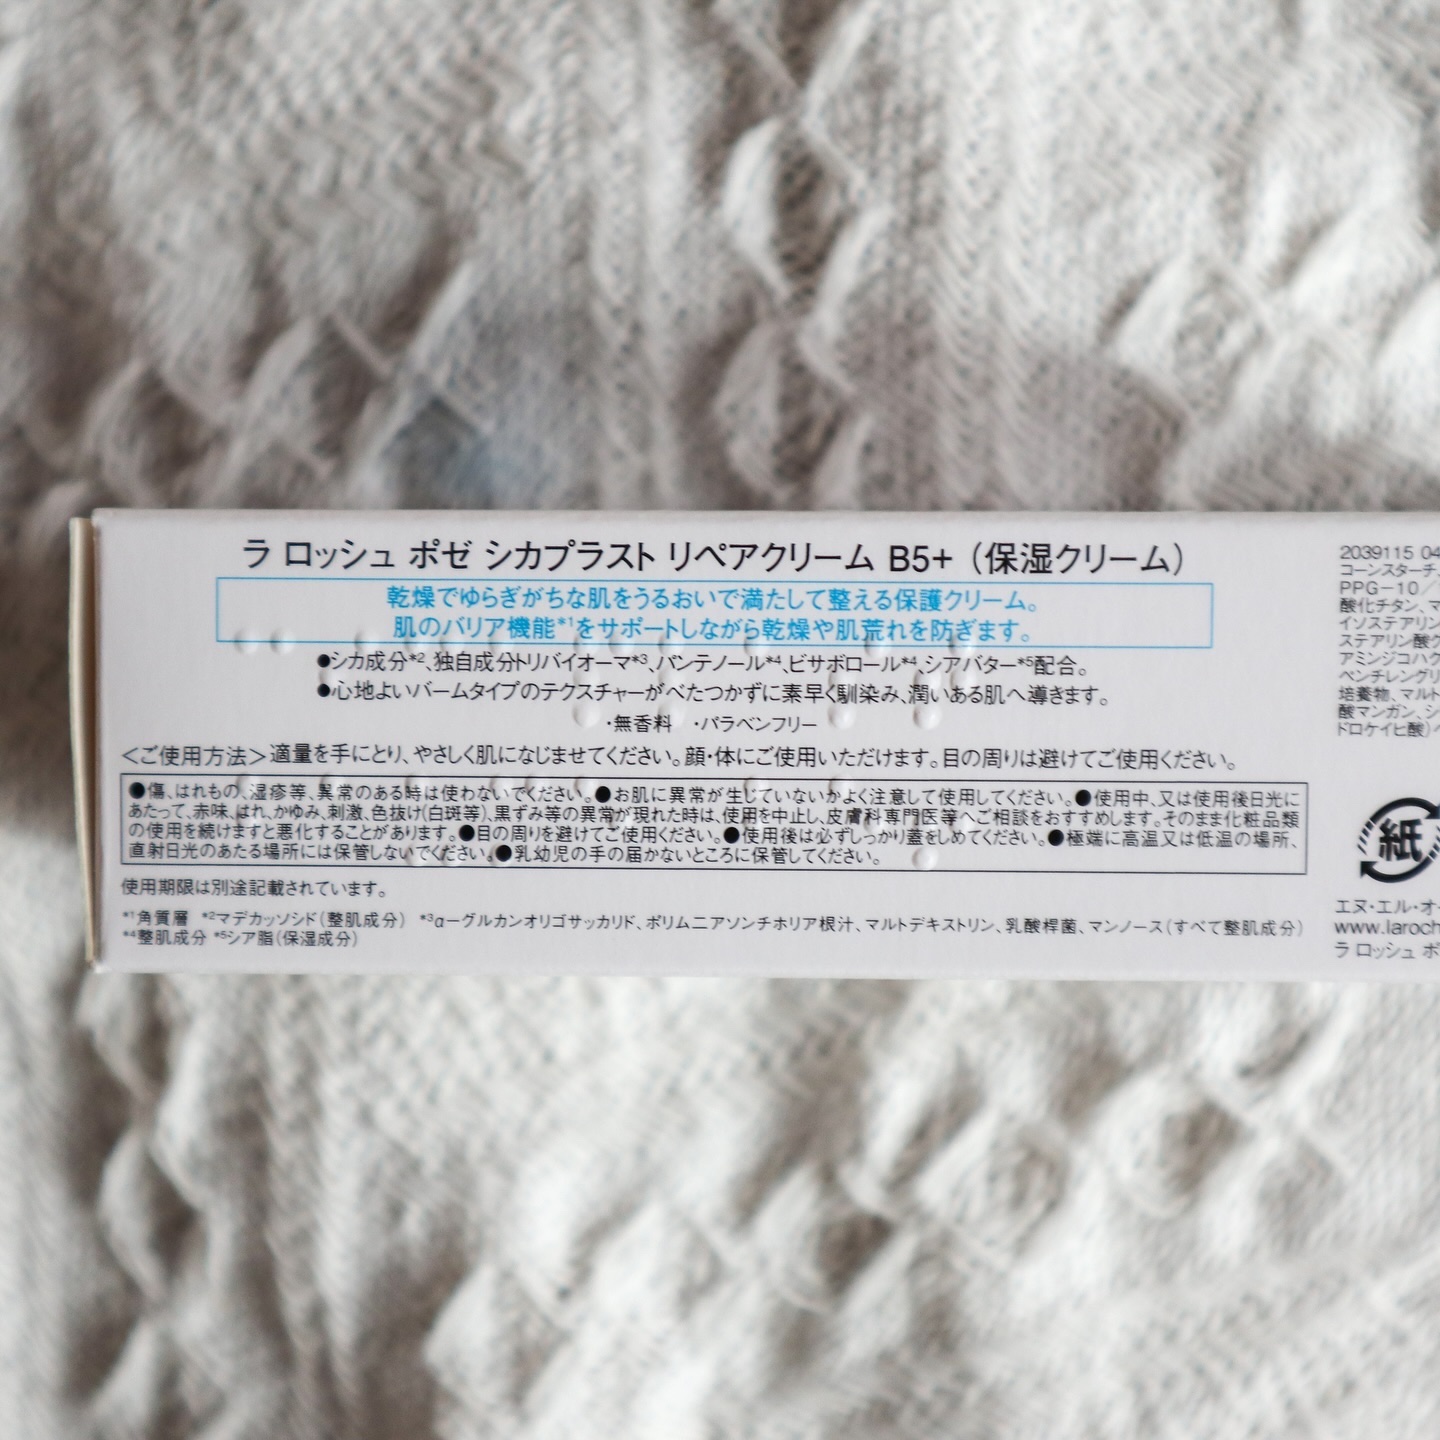 ラ ロッシュ ポゼ シカプラスト リペアクリーム B5+（保湿クリーム）
乾燥でゆらぎがちな肌をうるおいで満たして整える保護クリーム。
肌のバリア機能*1をサポートしながら乾燥や肌荒れを防ぎます。
●シカ成分*2、独自成分トリバイオーマ*3、パンテノール*4、ビサボロール*4、シアバター*5配合。
●心地よいバームタイプのテクスチャーがべたつかずに素早く馴染み、潤いある肌へ導きます。
・無香料 ・パラベンフリー
＜ご使用方法＞適量を手にとり、やさしく肌になじませてください。顔・体にご使用いただけます。目の周りは避けてご使用ください。
●傷、はれもの、湿疹等、異常のある時は使わないでください。●お肌に異常が生じていないかよく注意して使用してください。●使用中、又は使用後日光に
あたって、赤味、はれ、かゆみ、刺激、色抜け(白斑等)、黒ずみ等の異常が現れた時は、使用を中止し、皮膚科専門医等へご相談をおすすめします。そのまま化粧品類
の使用を続けますと悪化することがあります。●目の周りを避けてご使用ください。●使用後は必ずしっかり蓋をしめてください。●極端に高温又は低温の場所、
直射日光のあたる場所には保管しないでください。●乳幼児の手の届かないところに保管してください。
使用期限は別途記載されています。
*1角質層 *2マデカッソシド(整肌成分) *3α－グルカンオリゴサッカリド、ポリムニアソンチホリア根汁、マルトデキストリン、乳酸桿菌、マンノース(すべて整肌成分)
*4整肌成分 *5シア脂(保湿成分)
2039115 04
コーンスターチ、
PPG－10／
酸化チタン、マ
イソステアリン
ステアリン酸グ
アミンジコハク
ペンチレングリ
培養物、マルト
酸マンガン、シ
ドロケイヒ酸)
紙
エヌ・エル・オー
www.laroch
ラ ロッシュ ポ